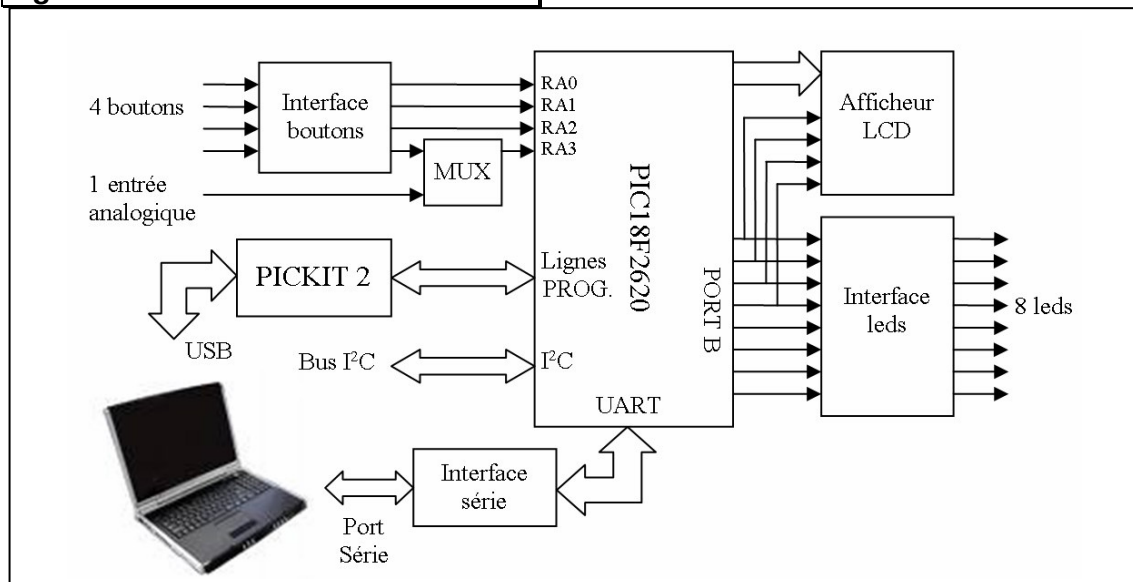 4 boutons
1 entrée
analogique
Interface
boutons
MUX
RA0
RA1
RA2
RA3
PIC18F2620
Afficheur
LCD
PICKIT 2
Lignes
PROG.
USB
Bus I²C
I²C
PORT B
Interface
leds
8 leds
UART
Interface
série
Port
Série